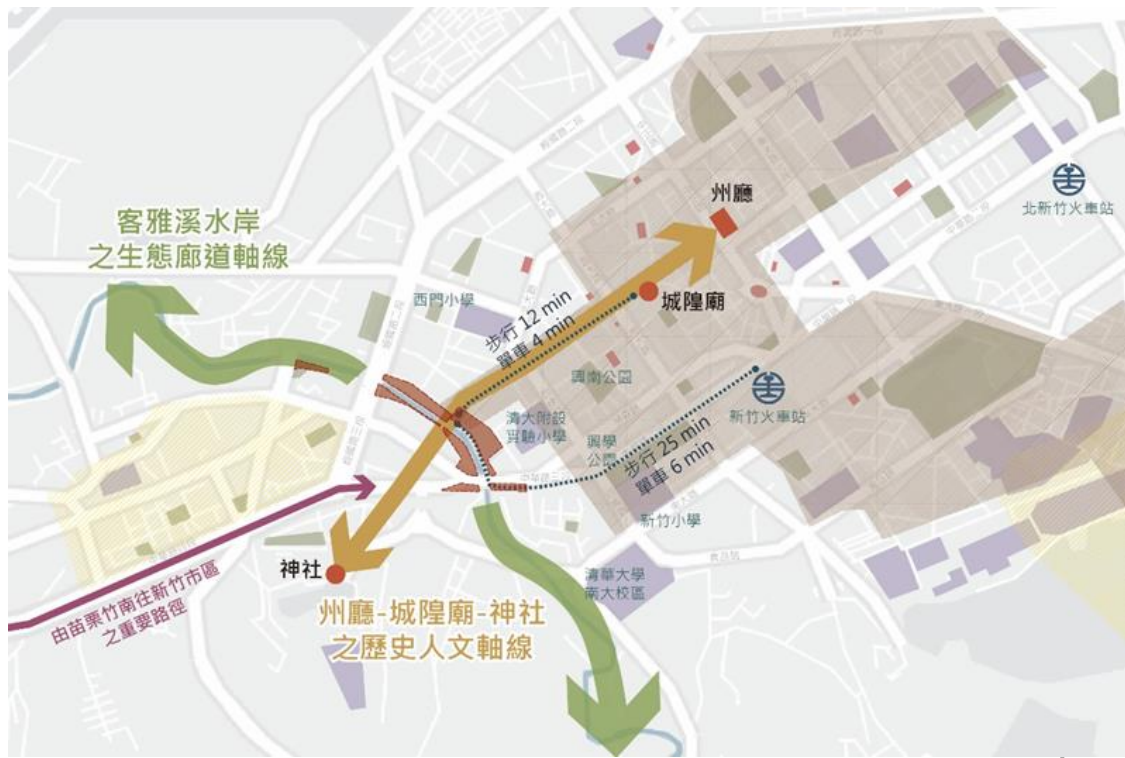 州廳
北新竹火車站
客雅溪水岸
之生態廊道軸線
西門小學
城隍廟
步行 12 min
單車 4 min
興南公園
新竹火車站
清大附設
實驗小學
興學
公園
步行 25 min
單車 6 min
新竹小學
神社
清華大學
南大校區
由苗栗竹南往新竹市區
之重要路徑
州廳-城隍廟-神社
之歷史人文軸線